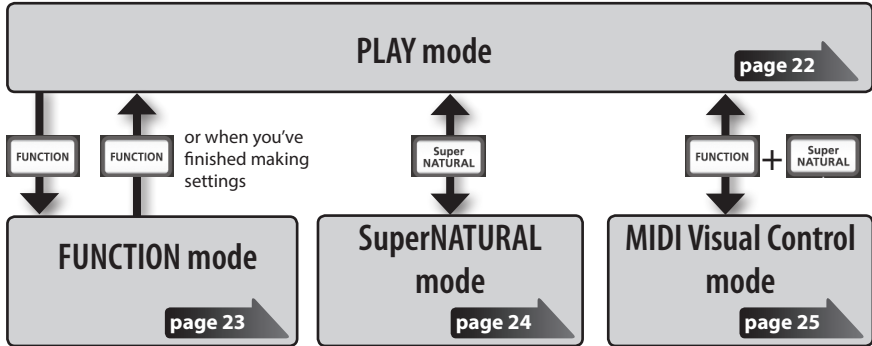 PLAY mode
page 22
FUNCTION
FUNCTION
or when you've
finished making
settings
Super
NATURAL
FUNCTION
+
Super
NATURAL
FUNCTION mode
page 23
SuperNATURAL
mode
page 24
MIDI Visual Control
mode
page 25